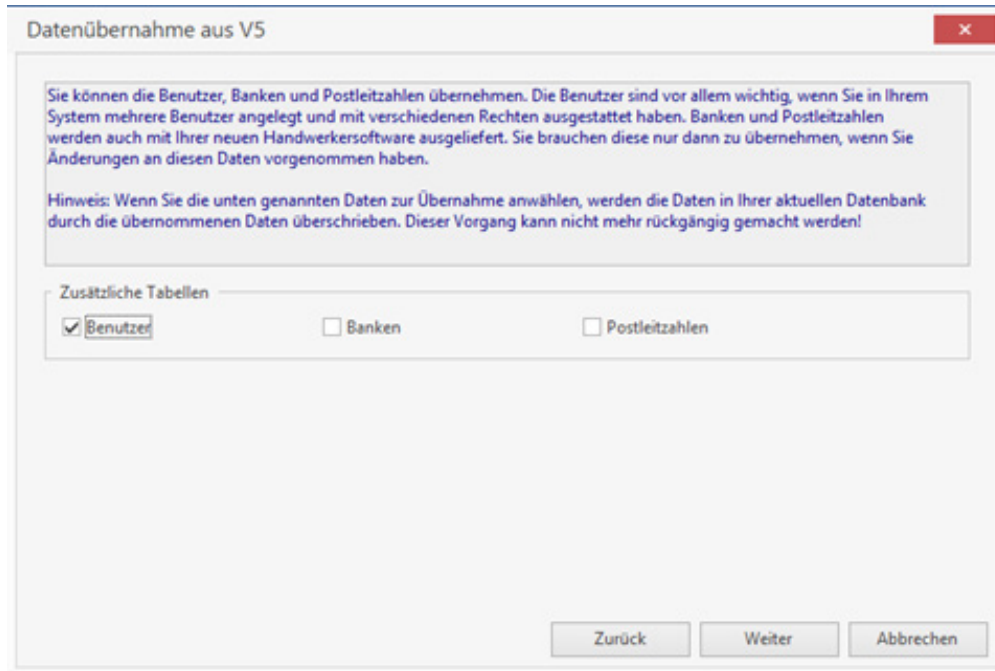 Datenübernahme aus V5
Sie können die Benutzer, Banken und Postleitzahlen übernehmen. Die Benutzer sind vor allem wichtig, wenn Sie in Ihrem
System mehrere Benutzer angelegt und mit verschiedenen Rechten ausgestattet haben. Banken und Postleitzahlen
werden auch mit Ihrer neuen Handwerkersoftware ausgeliefert. Sie brauchen diese nur dann zu übernehmen, wenn Sie
Änderungen an diesen Daten vorgenommen haben.
Hinweis: Wenn Sie die unten genannten Daten zur Übernahme anwählen, werden die Daten in Ihrer aktuellen Datenbank
durch die übernommenen Daten überschrieben. Dieser Vorgang kann nicht mehr rückgängig gemacht werden!
Zusätzliche Tabellen
Benutzer Banken Postleitzahlen
Zurück Weiter Abbrechen